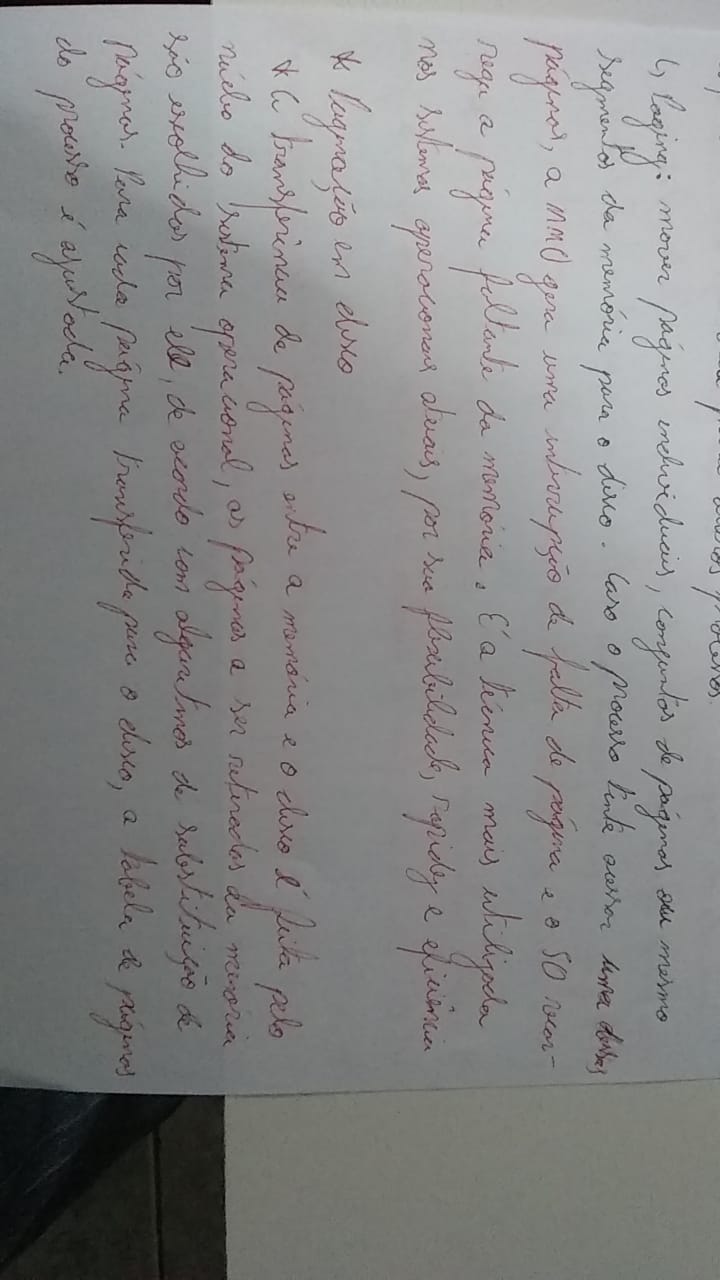 para outros processos.
↳ Paging: mover páginas individuais, conjuntos de páginas ou mesmo
segmentos da memória para o disco. Caso o processo tente acessar uma dessas
páginas, a MMU gera uma interrupção de falta de página e o SO recar-
rega a página faltante da memória. É a técnica mais utilizada
nos sistemas operacionais atuais, por sua flexibilidade, rapidez e eficiência
* Paginação em disco
* A transferência de páginas entre a memória e o disco é feita pelo
núcleo do sistema operacional, as páginas a ser retiradas da memória
são escolhidas por ele, de acordo com algoritmos de substituição de
páginas. Para cada página transferida para o disco, a tabela de páginas
do processo é ajustada.